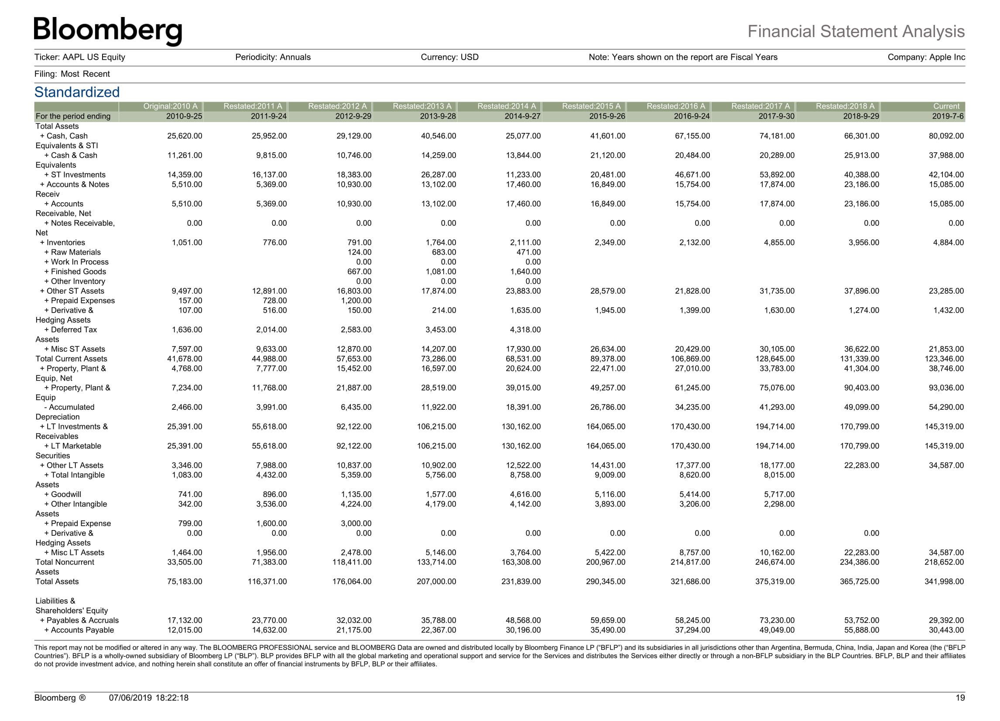 Bloomberg
Financial Statement Analysis
Ticker: AAPL US Equity Periodicity: Annuals Currency: USD Note: Years shown on the report are Fiscal Years Company: Apple Inc
Filing: Most Recent
Standardized
Original:2010 A Restated:2011 A Restated:2012 A Restated:2013 A Restated:2014 A Restated:2015 A Restated:2016 A Restated:2017 A Restated:2018 A Current
For the period ending 2010-9-25 2011-9-24 2012-9-29 2013-9-28 2014-9-27 2015-9-26 2016-9-24 2017-9-30 2018-9-29 2019-7-6
Total Assets
+ Cash, Cash 25,620.00 25,952.00 29,129.00 40,546.00 25,077.00 41,601.00 67,155.00 74,181.00 66,301.00 80,092.00
Equivalents & STI
+ Cash & Cash 11,261.00 9,815.00 10,746.00 14,259.00 13,844.00 21,120.00 20,484.00 20,289.00 25,913.00 37,988.00
Equivalents
+ ST Investments 14,359.00 16,137.00 18,383.00 26,287.00 11,233.00 20,481.00 46,671.00 53,892.00 40,388.00 42,104.00
+ Accounts & Notes 5,510.00 5,369.00 10,930.00 13,102.00 17,460.00 16,849.00 15,754.00 17,874.00 23,186.00 15,085.00
Receiv
+ Accounts 5,510.00 5,369.00 10,930.00 13,102.00 17,460.00 16,849.00 15,754.00 17,874.00 23,186.00 15,085.00
Receivable, Net
+ Notes Receivable, 0.00 0.00 0.00 0.00 0.00 0.00 0.00 0.00 0.00 0.00
Net
+ Inventories 1,051.00 776.00 791.00 1,764.00 2,111.00 2,349.00 2,132.00 4,855.00 3,956.00 4,884.00
+ Raw Materials 124.00 683.00 471.00
+ Work In Process 0.00 0.00 0.00
+ Finished Goods 667.00 1,081.00 1,640.00
+ Other Inventory 0.00 0.00 0.00
+ Other ST Assets 9,497.00 12,891.00 16,803.00 17,874.00 23,883.00 28,579.00 21,828.00 31,735.00 37,896.00 23,285.00
+ Prepaid Expenses 157.00 728.00 1,200.00
+ Derivative & 107.00 516.00 150.00 214.00 1,635.00 1,945.00 1,399.00 1,630.00 1,274.00 1,432.00
Hedging Assets
+ Deferred Tax 1,636.00 2,014.00 2,583.00 3,453.00 4,318.00
Assets
+ Misc ST Assets 7,597.00 9,633.00 12,870.00 14,207.00 17,930.00 26,634.00 20,429.00 30,105.00 36,622.00 21,853.00
Total Current Assets 41,678.00 44,988.00 57,653.00 73,286.00 68,531.00 89,378.00 106,869.00 128,645.00 131,339.00 123,346.00
+ Property, Plant & 4,768.00 7,777.00 15,452.00 16,597.00 20,624.00 22,471.00 27,010.00 33,783.00 41,304.00 38,746.00
Equip, Net
+ Property, Plant & 7,234.00 11,768.00 21,887.00 28,519.00 39,015.00 49,257.00 61,245.00 75,076.00 90,403.00 93,036.00
Equip
- Accumulated 2,466.00 3,991.00 6,435.00 11,922.00 18,391.00 26,786.00 34,235.00 41,293.00 49,099.00 54,290.00
Depreciation
+ LT Investments & 25,391.00 55,618.00 92,122.00 106,215.00 130,162.00 164,065.00 170,430.00 194,714.00 170,799.00 145,319.00
Receivables
+ LT Marketable 25,391.00 55,618.00 92,122.00 106,215.00 130,162.00 164,065.00 170,430.00 194,714.00 170,799.00 145,319.00
Securities
+ Other LT Assets 3,346.00 7,988.00 10,837.00 10,902.00 12,522.00 14,431.00 17,377.00 18,177.00 22,283.00 34,587.00
+ Total Intangible 1,083.00 4,432.00 5,359.00 5,756.00 8,758.00 9,009.00 8,620.00 8,015.00
Assets
+ Goodwill 741.00 896.00 1,135.00 1,577.00 4,616.00 5,116.00 5,414.00 5,717.00
+ Other Intangible 342.00 3,536.00 4,224.00 4,179.00 4,142.00 3,893.00 3,206.00 2,298.00
Assets
+ Prepaid Expense 799.00 1,600.00 3,000.00
+ Derivative & 0.00 0.00 0.00 0.00 0.00 0.00 0.00 0.00 0.00
Hedging Assets
+ Misc LT Assets 1,464.00 1,956.00 2,478.00 5,146.00 3,764.00 5,422.00 8,757.00 10,162.00 22,283.00 34,587.00
Total Noncurrent 33,505.00 71,383.00 118,411.00 133,714.00 163,308.00 200,967.00 214,817.00 246,674.00 234,386.00 218,652.00
Assets
Total Assets 75,183.00 116,371.00 176,064.00 207,000.00 231,839.00 290,345.00 321,686.00 375,319.00 365,725.00 341,998.00
Liabilities &
Shareholders' Equity
+ Payables & Accruals 17,132.00 23,770.00 32,032.00 35,788.00 48,568.00 59,659.00 58,245.00 73,230.00 53,752.00 29,392.00
+ Accounts Payable 12,015.00 14,632.00 21,175.00 22,367.00 30,196.00 35,490.00 37,294.00 49,049.00 55,888.00 30,443.00
This report may not be modified or altered in any way. The BLOOMBERG PROFESSIONAL service and BLOOMBERG Data are owned and distributed locally by Bloomberg Finance LP (“BFLP”) and its subsidiaries in all jurisdictions other than Argentina, Bermuda, China, India, Japan and Korea (the (“BFLP
Countries”). BFLP is a wholly-owned subsidiary of Bloomberg LP (“BLP”). BLP provides BFLP with all the global marketing and operational support and service for the Services and distributes the Services either directly or through a non-BFLP subsidiary in the BLP Countries. BFLP, BLP and their affiliates
do not provide investment advice, and nothing herein shall constitute an offer of financial instruments by BFLP, BLP or their affiliates.
Bloomberg ® 07/06/2019 18:22:18 19